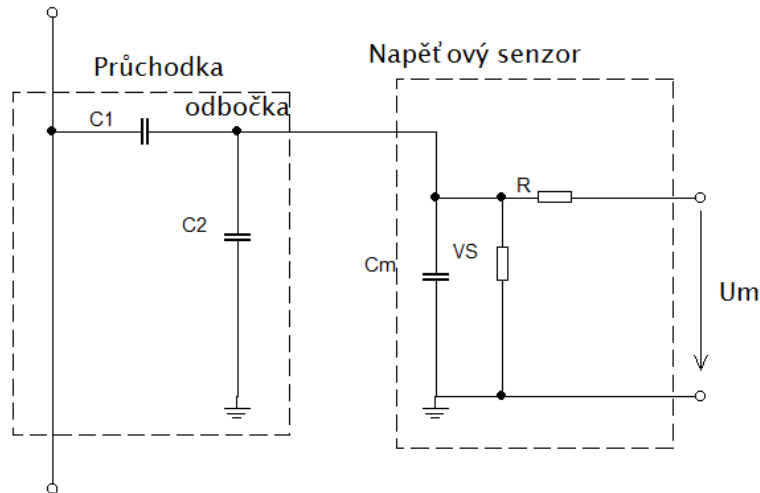 Průchodka
Napěťový senzor
odbočka
C1
C2
R
VS
Cm
Um